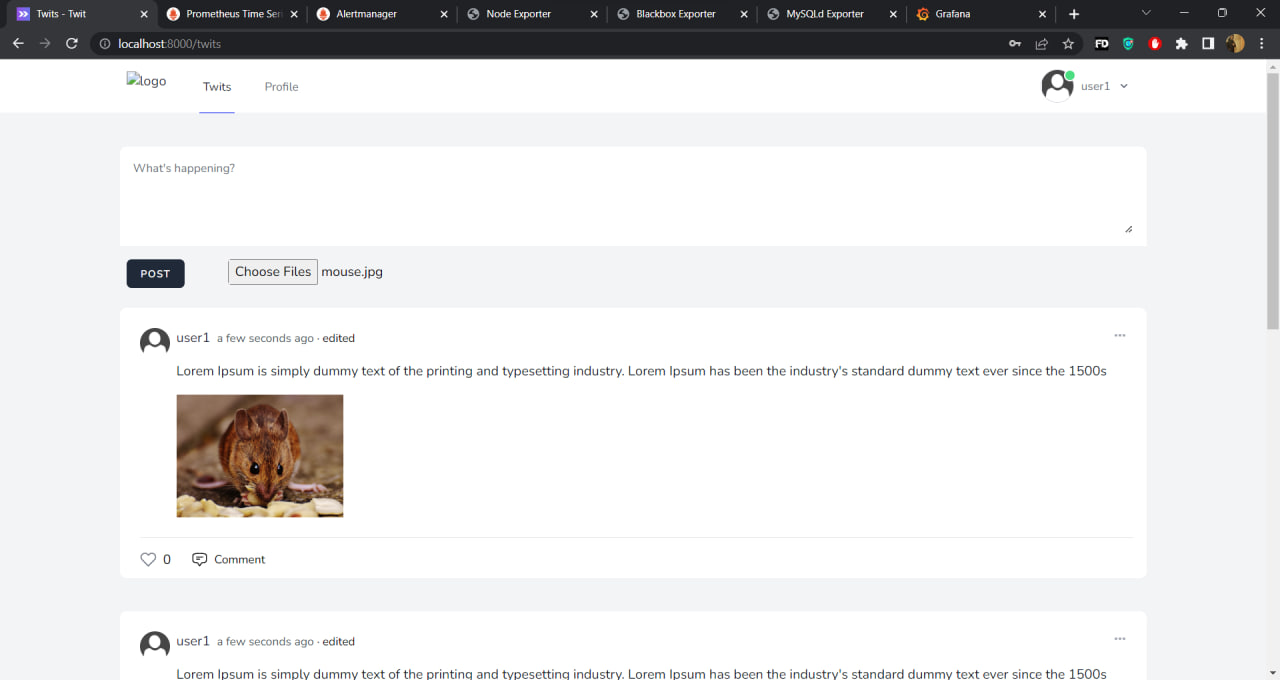 Twits - Twit
Prometheus Time Seri
Alertmanager
Node Exporter
Blackbox Exporter
MySQLd Exporter
Grafana
localhost:8000/twits
FD
logo
Twits
Profile
user1
What's happening?
POST
Choose Files mouse.jpg
user1 a few seconds ago · edited
Lorem Ipsum is simply dummy text of the printing and typesetting industry. Lorem Ipsum has been the industry's standard dummy text ever since the 1500s
0 Comment
user1 a few seconds ago · edited
Lorem Ipsum is simply dummy text of the printing and typesetting industry. Lorem Ipsum has been the industry's standard dummy text ever since the 1500s